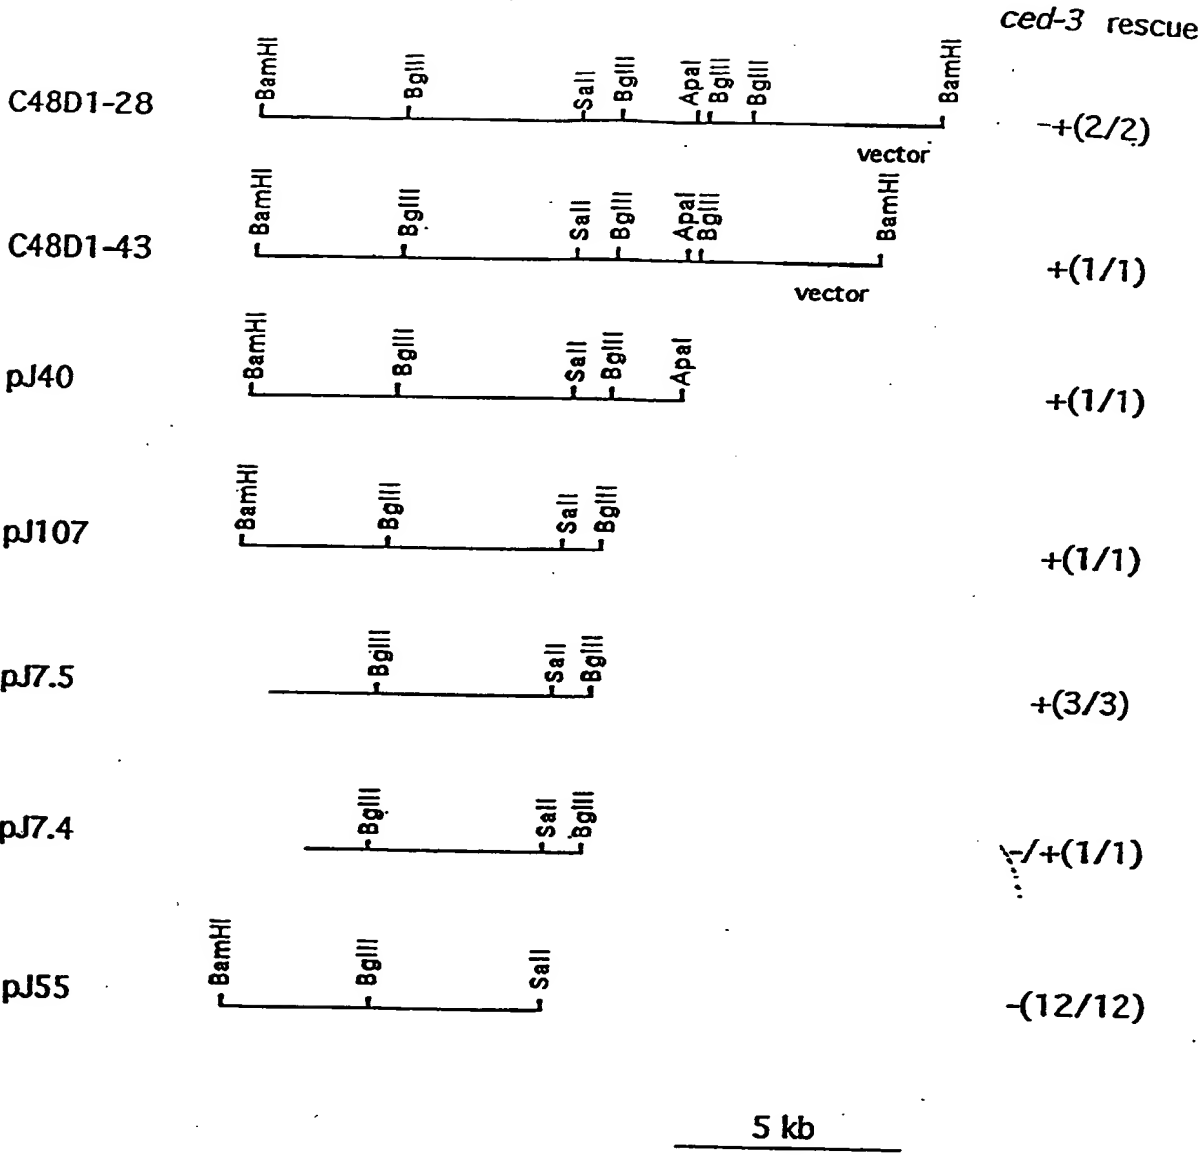 ced-3 rescue
C48D1-28 BamHI BglII SalI BglII ApaI BglII BglII BamHI -+(2/2)
vector
C48D1-43 BamHI BglII SalI BglII ApaI BglII BamHI +(1/1)
vector
pJ40 BamHI BglII SalI BglII ApaI +(1/1)
pJ107 BamHI BglII SalI BglII +(1/1)
pJ7.5 BglII SalI BglII +(3/3)
pJ7.4 BglII SalI BglII -/+(1/1)
pJ55 BamHI BglII SalI -(12/12)
5 kb